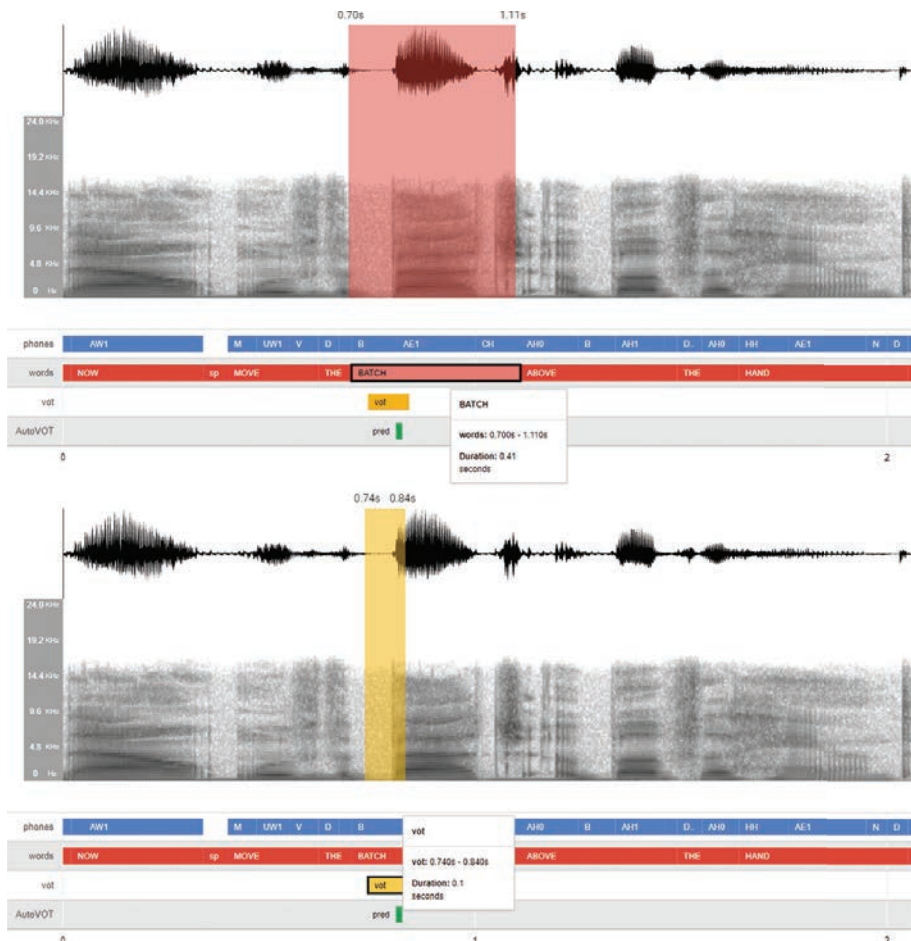 0.70s 1.11s
24.0 KHz
19.2 KHz
14.4 KHz
9.6 KHz
4.8 KHz
0 Hz
phones AW1 M UW1 V D B AE1 CH AH0 B AH1 D.. AH0 HH AE1 N D
words NOW sp MOVE THE BATCH ABOVE THE HAND
vot vot
AutoVOT pred
BATCH
words: 0.700s - 1.110s
Duration: 0.41
seconds
0 2
0.74s 0.84s
24.0 KHz
19.2 KHz
14.4 KHz
9.6 KHz
4.8 KHz
0 Hz
phones AW1 M UW1 V D B AH0 B AH1 D.. AH0 HH AE1 N D
words NOW sp MOVE THE BATCH ABOVE THE HAND
vot vot
AutoVOT pred
vot
vot: 0.740s - 0.840s
Duration: 0.1
seconds